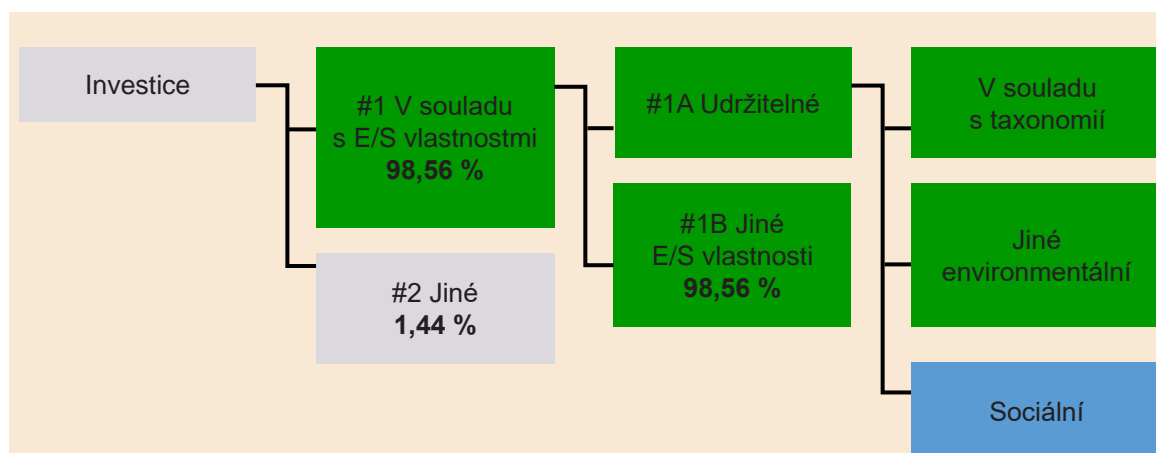 Investice
#1 V souladu
s E/S vlastnostmi
98,56 %
#2 Jiné
1,44 %
#1A Udržitelné
#1B Jiné
E/S vlastnosti
98,56 %
V souladu
s taxonomií
Jiné
environmentální
Sociální